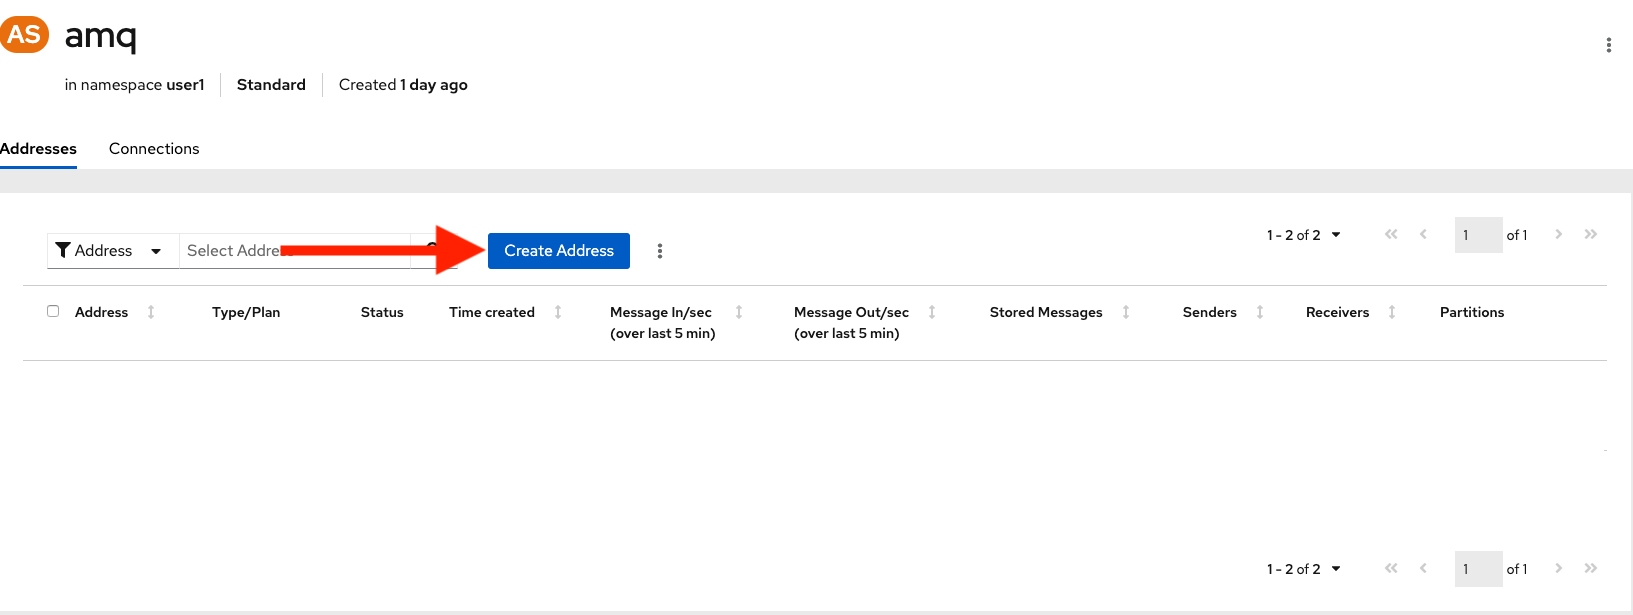 AS amq
in namespace user1 Standard Created 1 day ago
Addresses Connections
Address Select Addre Create Address 1 - 2 of 2 1 of 1
Address Type/Plan Status Time created Message In/sec Message Out/sec Stored Messages Senders Receivers Partitions
(over last 5 min) (over last 5 min)
1 - 2 of 2 1 of 1